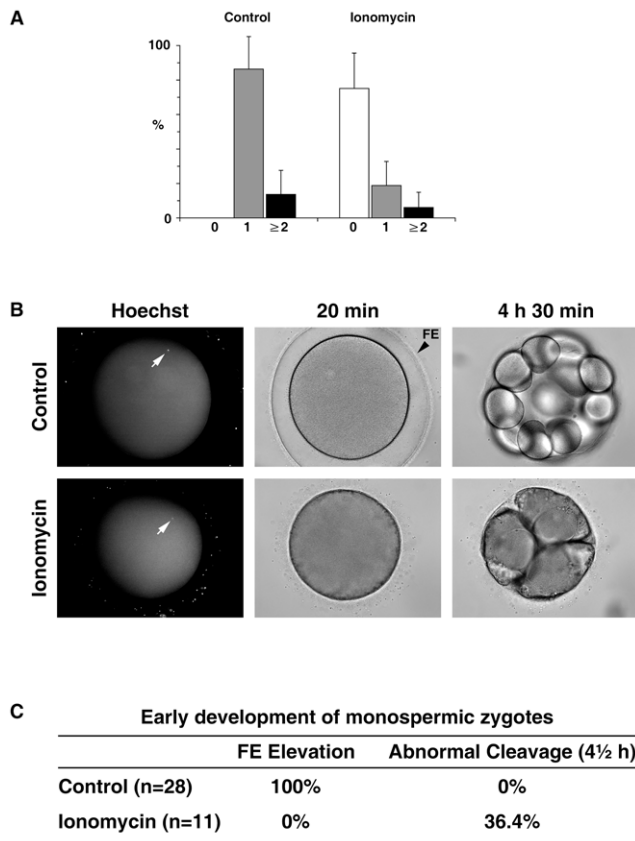 A
Control Ionomycin
100
%
0
0 1 ≥2 0 1 ≥2
B
Hoechst 20 min 4 h 30 min
Control
FE
Ionomycin
C
Early development of monospermic zygotes
FE Elevation Abnormal Cleavage (4½ h)
Control (n=28) 100% 0%
Ionomycin (n=11) 0% 36.4%